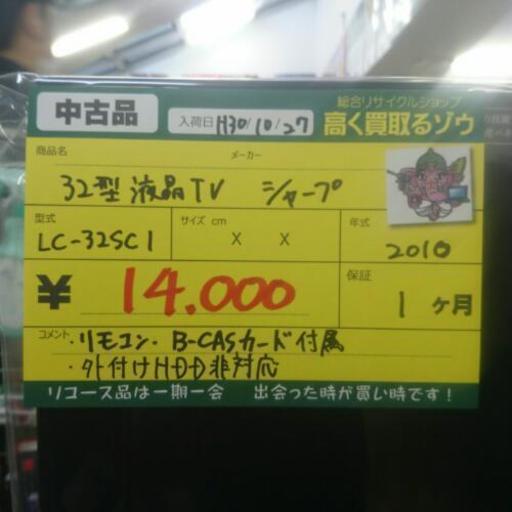 中古品
入荷日 H30/10/27
総合リサイクルショップ
高く買取るゾウ
商品名
メーカー
32型液晶TV シャープ
型式
サイズ cm
年式
LC-32SC1
X X
2010
¥ 14.000
保証
1 ヶ月
コメント
・リモコン・B-CASカード付属
・外付けHDD非対応
リユース品は一期一会 出会った時が買い時です！